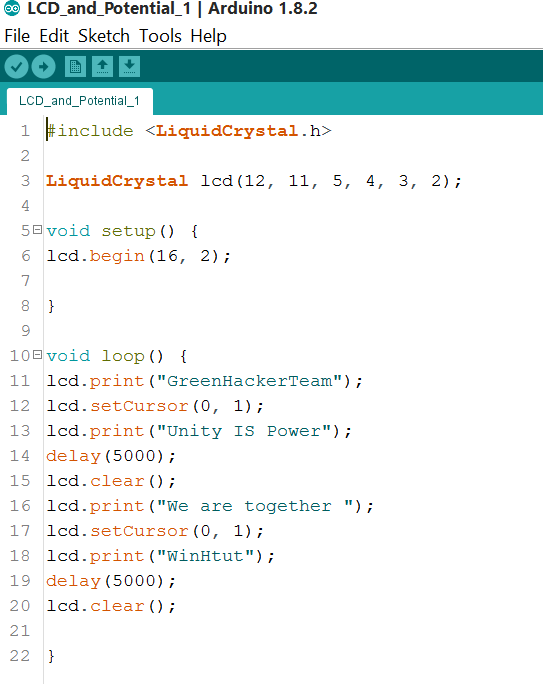 LCD_and_Potential_1 | Arduino 1.8.2
File Edit Sketch Tools Help
LCD_and_Potential_1
1 #include <LiquidCrystal.h>
2
3 LiquidCrystal lcd(12, 11, 5, 4, 3, 2);
4
5 void setup() {
6 lcd.begin(16, 2);
7
8 }
9
10 void loop() {
11 lcd.print("GreenHackerTeam");
12 lcd.setCursor(0, 1);
13 lcd.print("Unity IS Power");
14 delay(5000);
15 lcd.clear();
16 lcd.print("We are together ");
17 lcd.setCursor(0, 1);
18 lcd.print("WinHtut");
19 delay(5000);
20 lcd.clear();
21
22 }